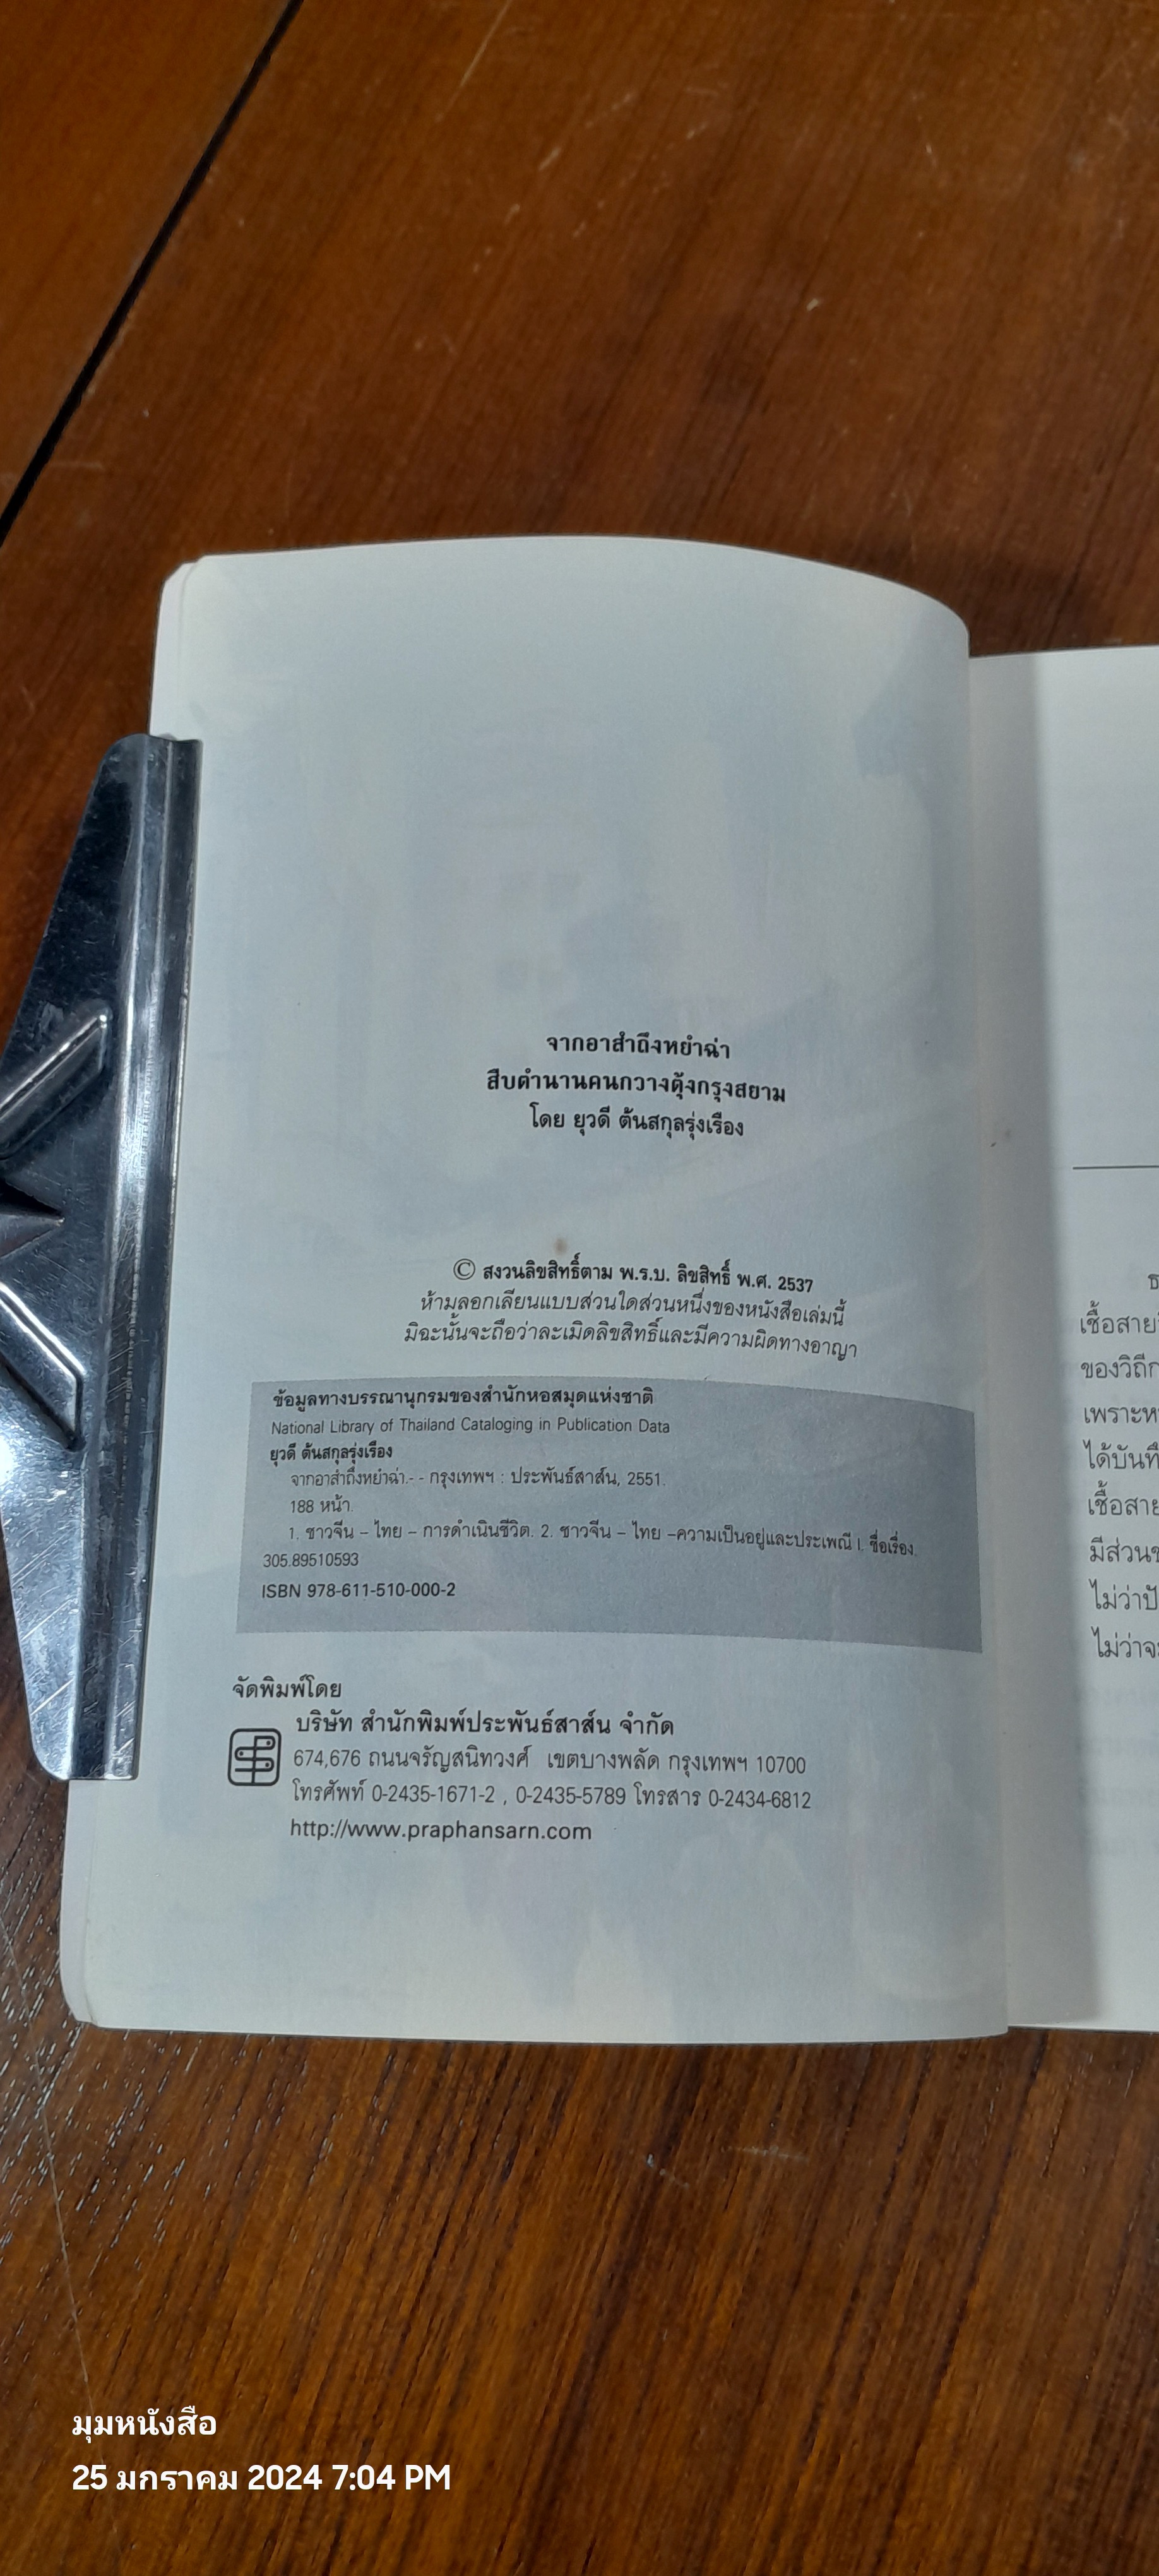 จากอาสำถึงหยำฉ่า
สืบตำนานคนกวางตุ้งกรุงสยาม
โดย ยุวดี ต้นสกุลรุ่งเรือง
© สงวนลิขสิทธิ์ตาม พ.ร.บ. ลิขสิทธิ์ พ.ศ. 2537
ห้ามลอกเลียนแบบส่วนใดส่วนหนึ่งของหนังสือเล่มนี้
มิฉะนั้นจะถือว่าละเมิดลิขสิทธิ์และมีความผิดทางอาญา
ข้อมูลทางบรรณานุกรมของสำนักหอสมุดแห่งชาติ
National Library of Thailand Cataloging in Publication Data
ยุวดี ต้นสกุลรุ่งเรือง
จากอาสำถึงหยำฉ่า.- - กรุงเทพฯ : ประพันธ์สาส์น, 2551.
188 หน้า.
1. ชาวจีน – ไทย – การดำเนินชีวิต. 2. ชาวจีน – ไทย –ความเป็นอยู่และประเพณี I. ชื่อเรื่อง.
305.89510593
ISBN 978-611-510-000-2
จัดพิมพ์โดย
บริษัท สำนักพิมพ์ประพันธ์สาส์น จำกัด
674,676 ถนนจรัญสนิทวงศ์ เขตบางพลัด กรุงเทพฯ 10700
โทรศัพท์ 0-2435-1671-2 , 0-2435-5789 โทรสาร 0-2434-6812
http://www.praphansarn.com
เชื้อสาย
ของวิถี
เพราะ
ได้บันทึ
เชื้อสาย
มีส่วน
ไม่ว่า
ไม่ว่าจ
มุมหนังสือ
25 มกราคม 2024 7:04 PM